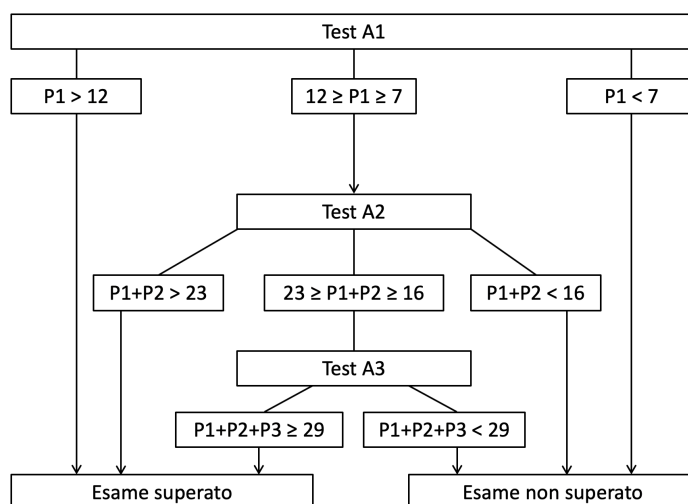 Test A1
P1 > 12
12 ≥ P1 ≥ 7
P1 < 7
Test A2
P1+P2 > 23
23 ≥ P1+P2 ≥ 16
P1+P2 < 16
Test A3
P1+P2+P3 ≥ 29
P1+P2+P3 < 29
Esame superato
Esame non superato